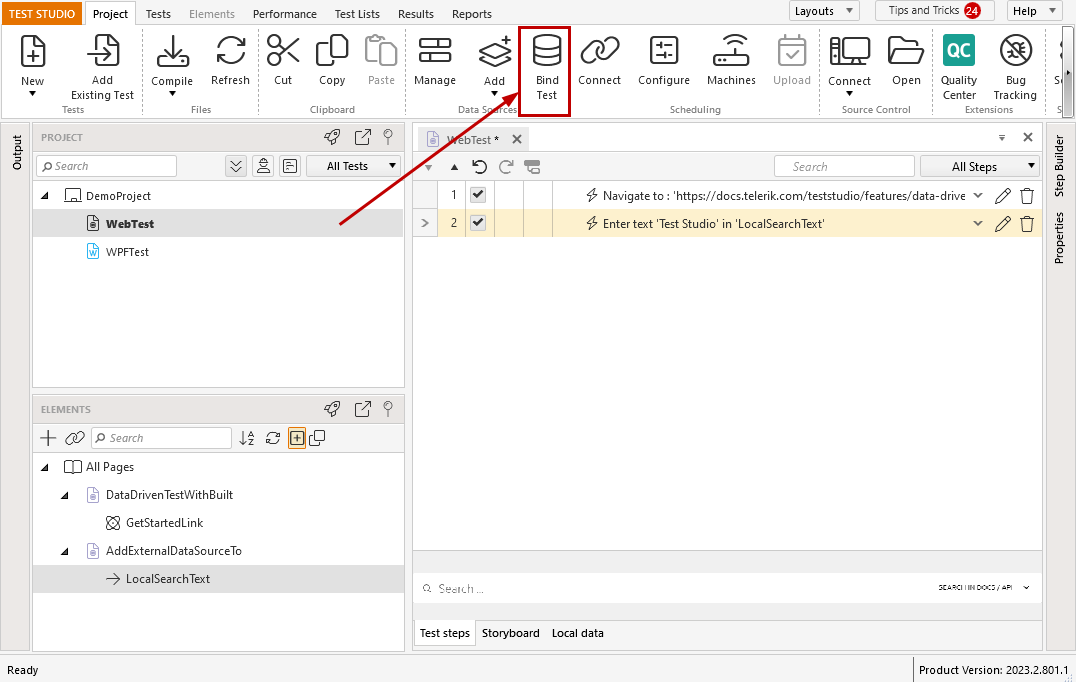 TEST STUDIO Project Tests Elements Performance Test Lists Results Reports Layouts Tips and Tricks 24 Help
New Add Existing Test Compile Refresh Cut Copy Paste Manage Add Bind Test Connect Configure Machines Upload Connect Open QC Quality Center Bug Tracking
Tests Files Clipboard Data Sources Scheduling Source Control Extensions
Output
PROJECT
Search All Tests
DemoProject
WebTest
WPFTest
ELEMENTS
Search
All Pages
DataDrivenTestWithBuilt
GetStartedLink
AddExternalDataSourceTo
LocalSearchText
WebTest *
Search All Steps
1 Navigate to : 'https://docs.telerik.com/teststudio/features/data-drive
2 Enter text 'Test Studio' in 'LocalSearchText'
Search ... SEARCH IN DOCS / API
Test steps Storyboard Local data
Step Builder
Properties
Ready Product Version: 2023.2.801.1